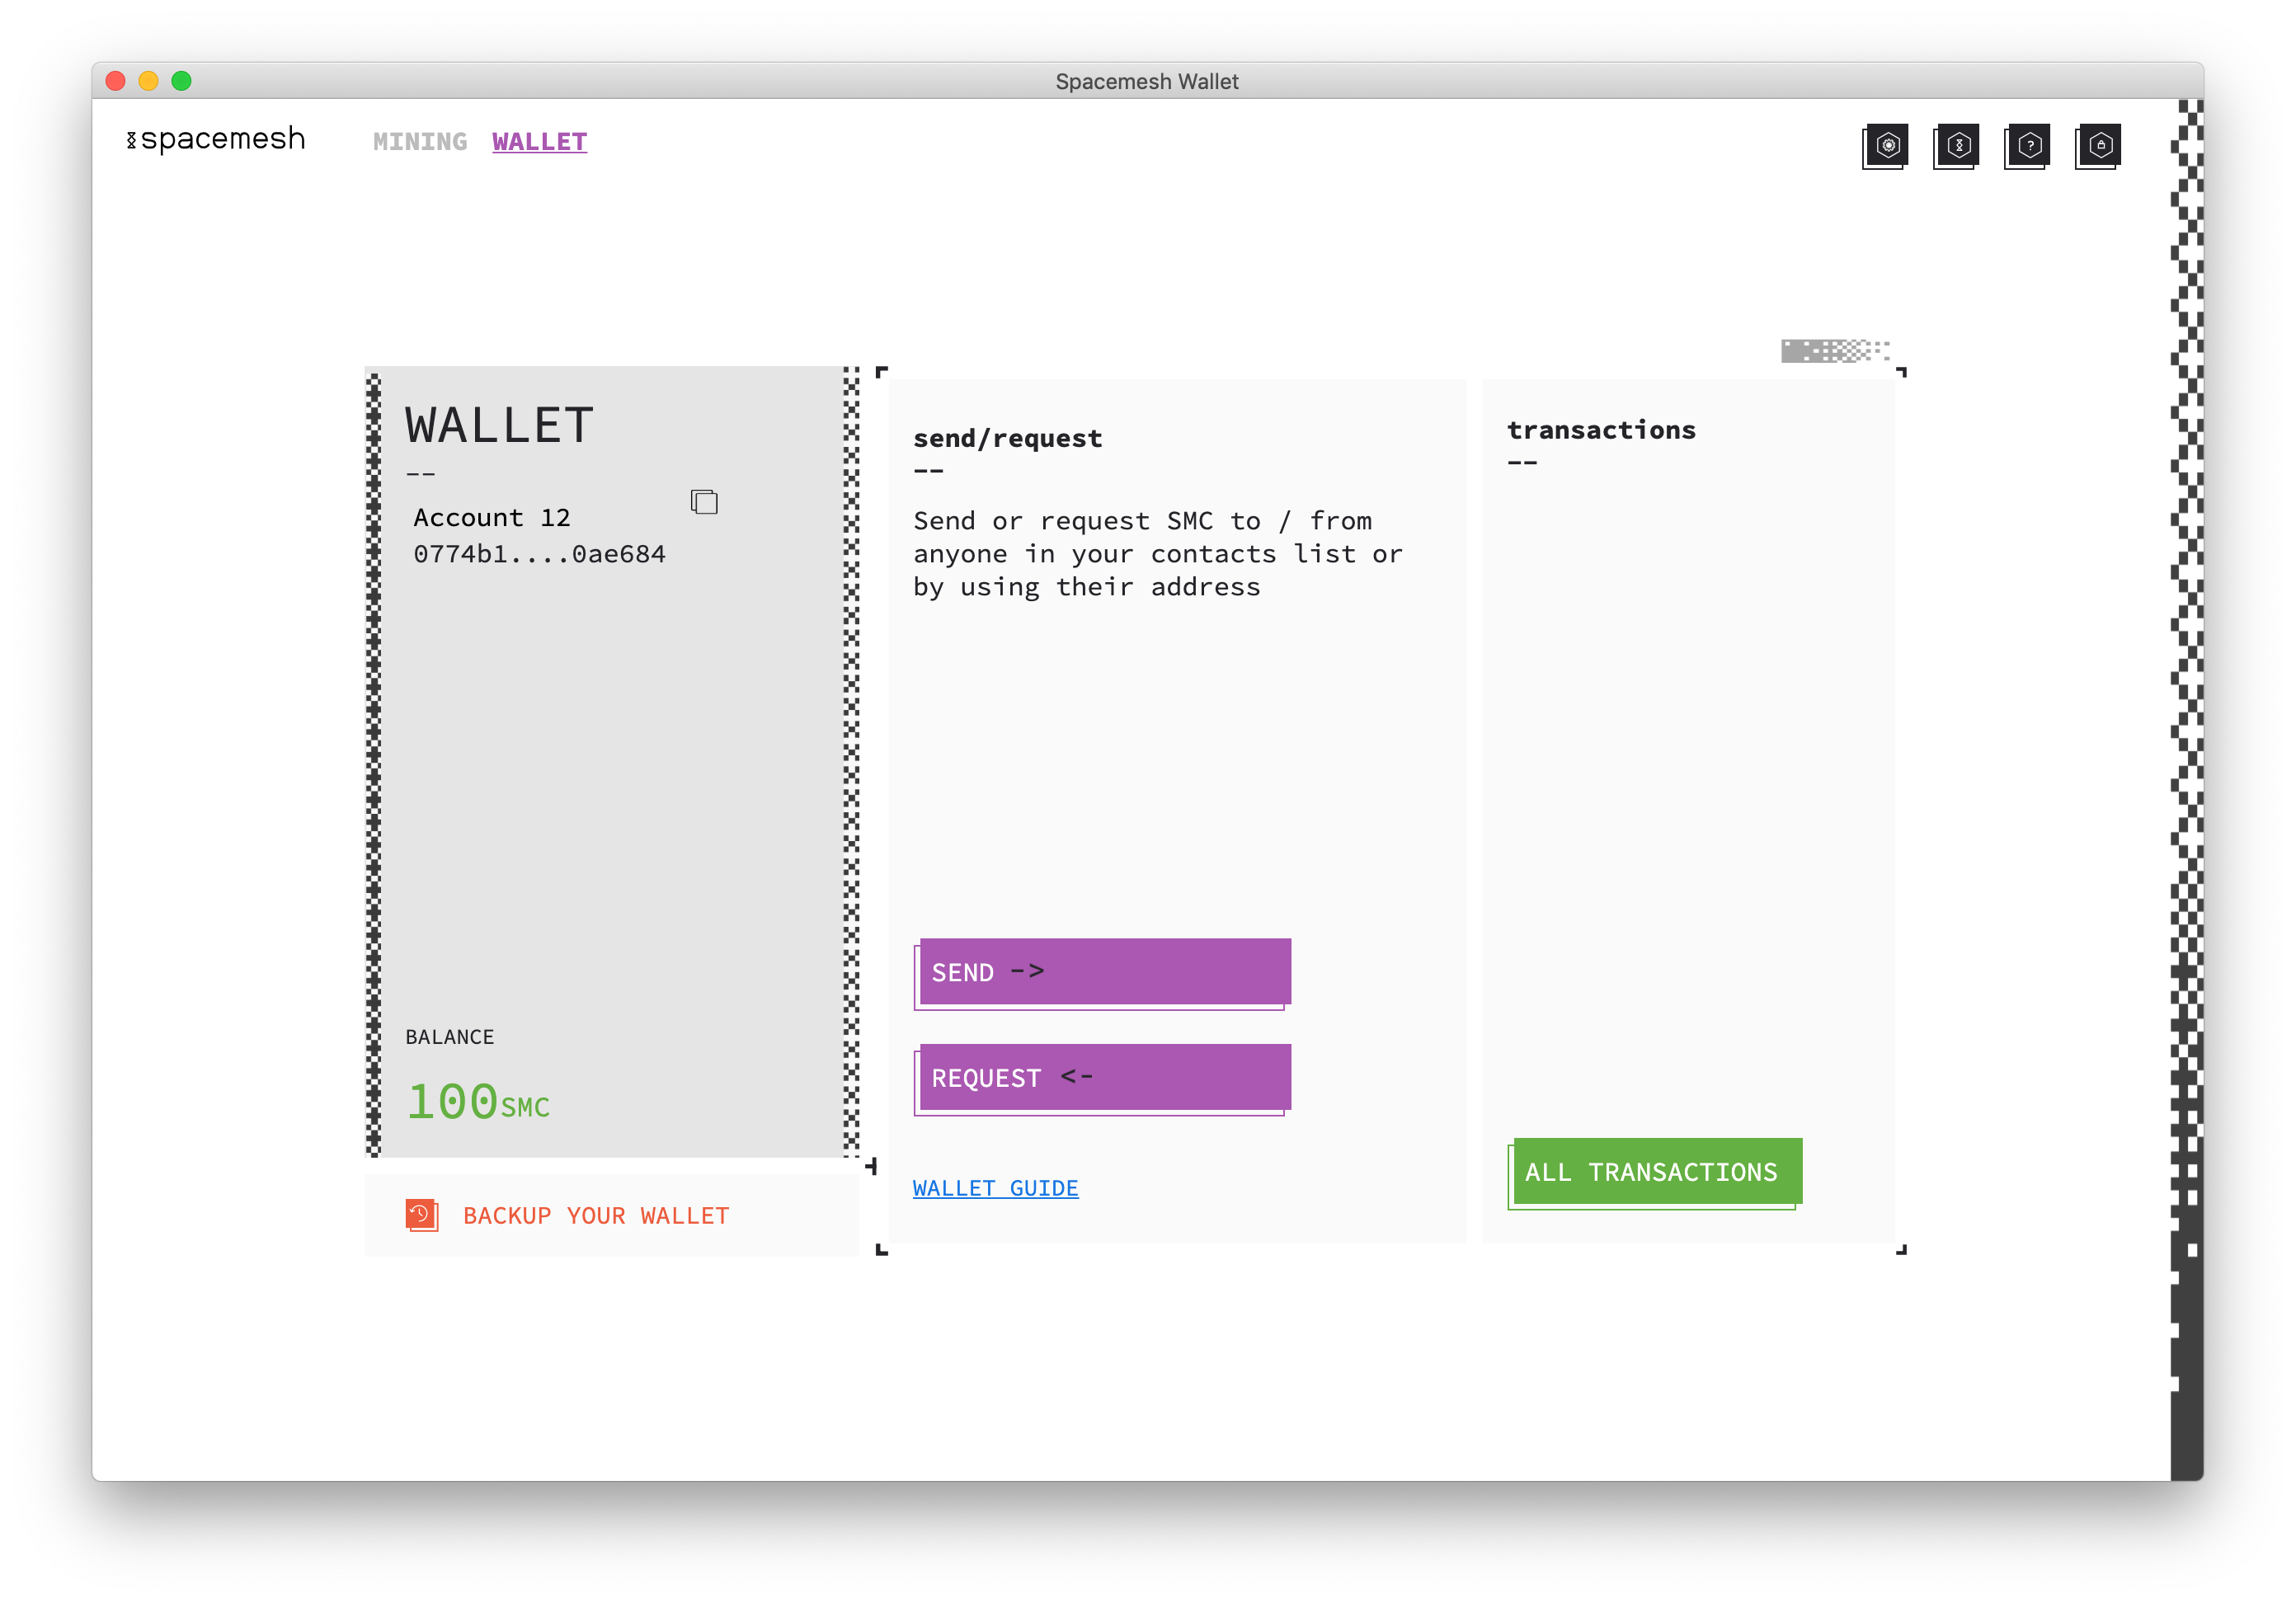 Spacemesh Wallet
spacemesh
MINING WALLET
?
WALLET
--
Account 12
0774b1....0ae684
BALANCE
100SMC
BACKUP YOUR WALLET
send/request
--
Send or request SMC to / from
anyone in your contacts list or
by using their address
SEND ->
REQUEST <-
WALLET GUIDE
transactions
--
ALL TRANSACTIONS